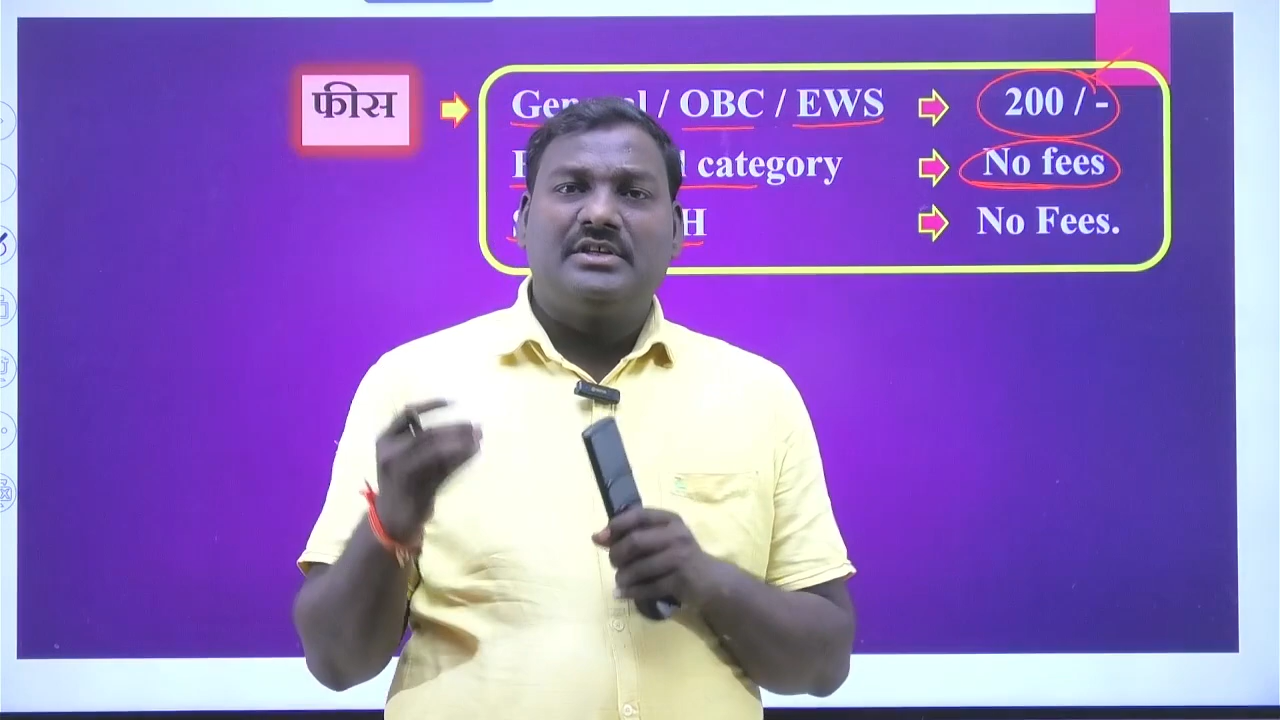 फीस
/ OBC / EWS 200 / -
category No fees
No Fees.